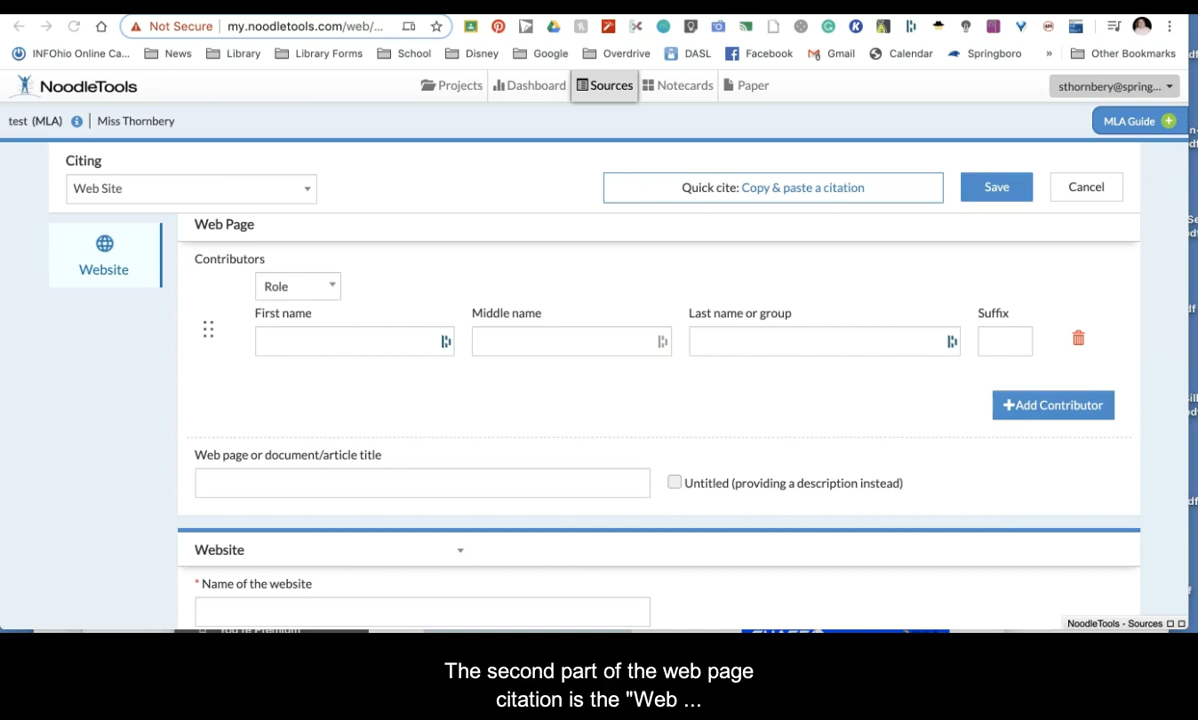 Not Secure | my.noodletools.com/web/...
INFOhio Online Ca... News Library Library Forms School Disney Google Overdrive DASL Facebook Gmail Calendar Springboro » Other Bookmarks
NoodleTools Projects Dashboard Sources Notecards Paper sthornbery@spring...
test (MLA) Miss Thornbery MLA Guide
Citing
Web Site Quick cite: Copy & paste a citation Save Cancel
Web Page
Website
Contributors
Role
First name Middle name Last name or group Suffix
+Add Contributor
Web page or document/article title
Untitled (providing a description instead)
Website
* Name of the website
NoodleTools - Sources
The second part of the web page
citation is the "Web ...